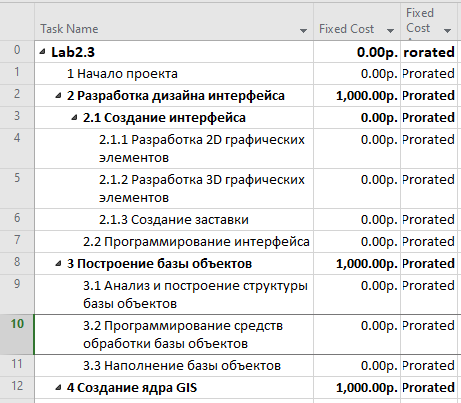 Task Name Fixed Cost Fixed Cost
0 Lab2.3 0.00р. rorated
1 1 Начало проекта 0.00р. Prorated
2 2 Разработка дизайна интерфейса 1,000.00р. Prorated
3 2.1 Создание интерфейса 0.00р. Prorated
4 2.1.1 Разработка 2D графических элементов 0.00р. Prorated
5 2.1.2 Разработка 3D графических элементов 0.00р. Prorated
6 2.1.3 Создание заставки 0.00р. Prorated
7 2.2 Программирование интерфейса 0.00р. Prorated
8 3 Построение базы объектов 1,000.00р. Prorated
9 3.1 Анализ и построение структуры базы объектов 0.00р. Prorated
10 3.2 Программирование средств обработки базы объектов 0.00р. Prorated
11 3.3 Наполнение базы объектов 0.00р. Prorated
12 4 Создание ядра GIS 1,000.00р. Prorated